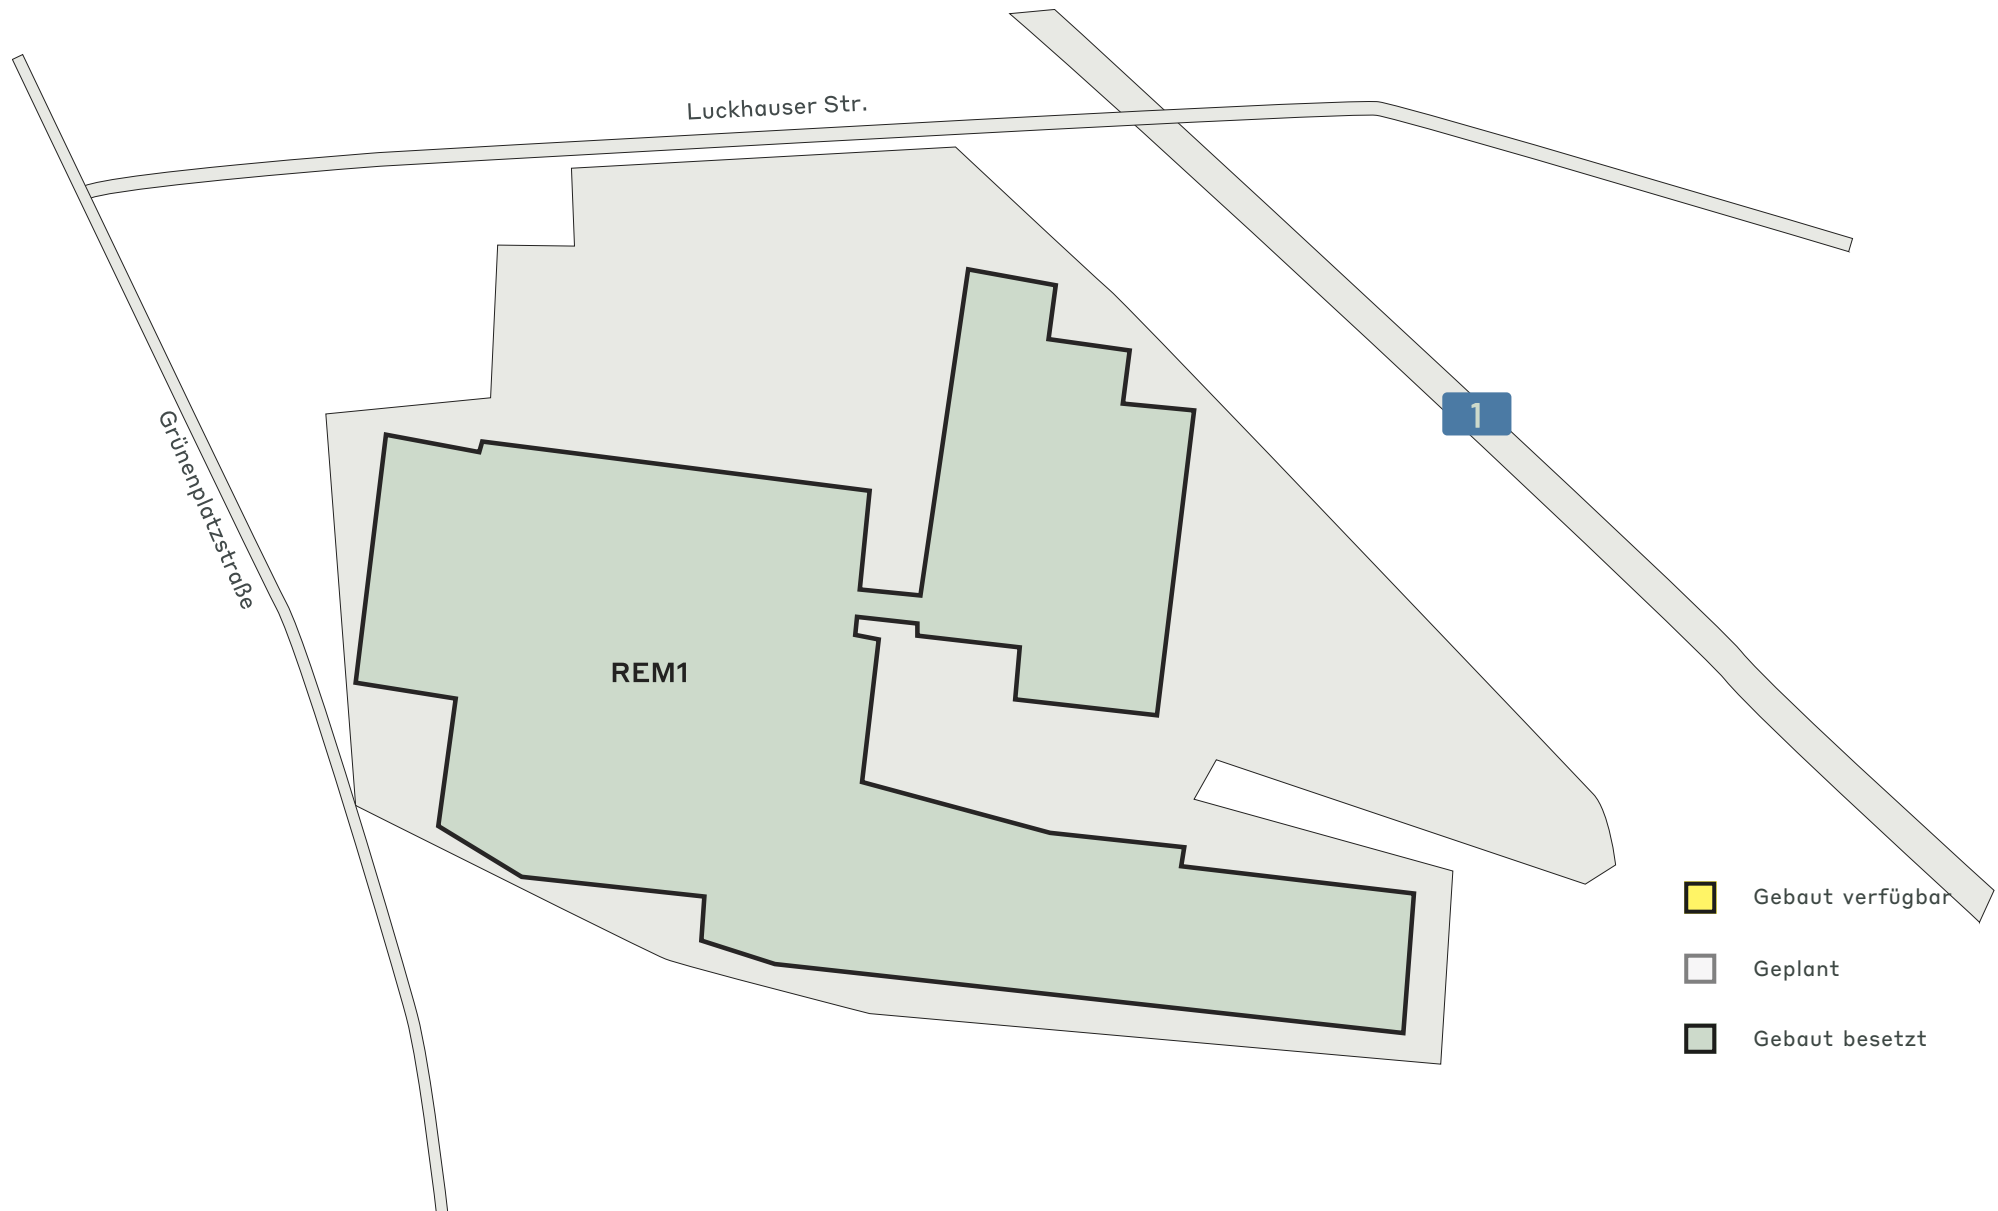 Luckhauser Str.
Grünenplatzstraße
1
REM1
Gebaut verfügbar
Geplant
Gebaut besetzt